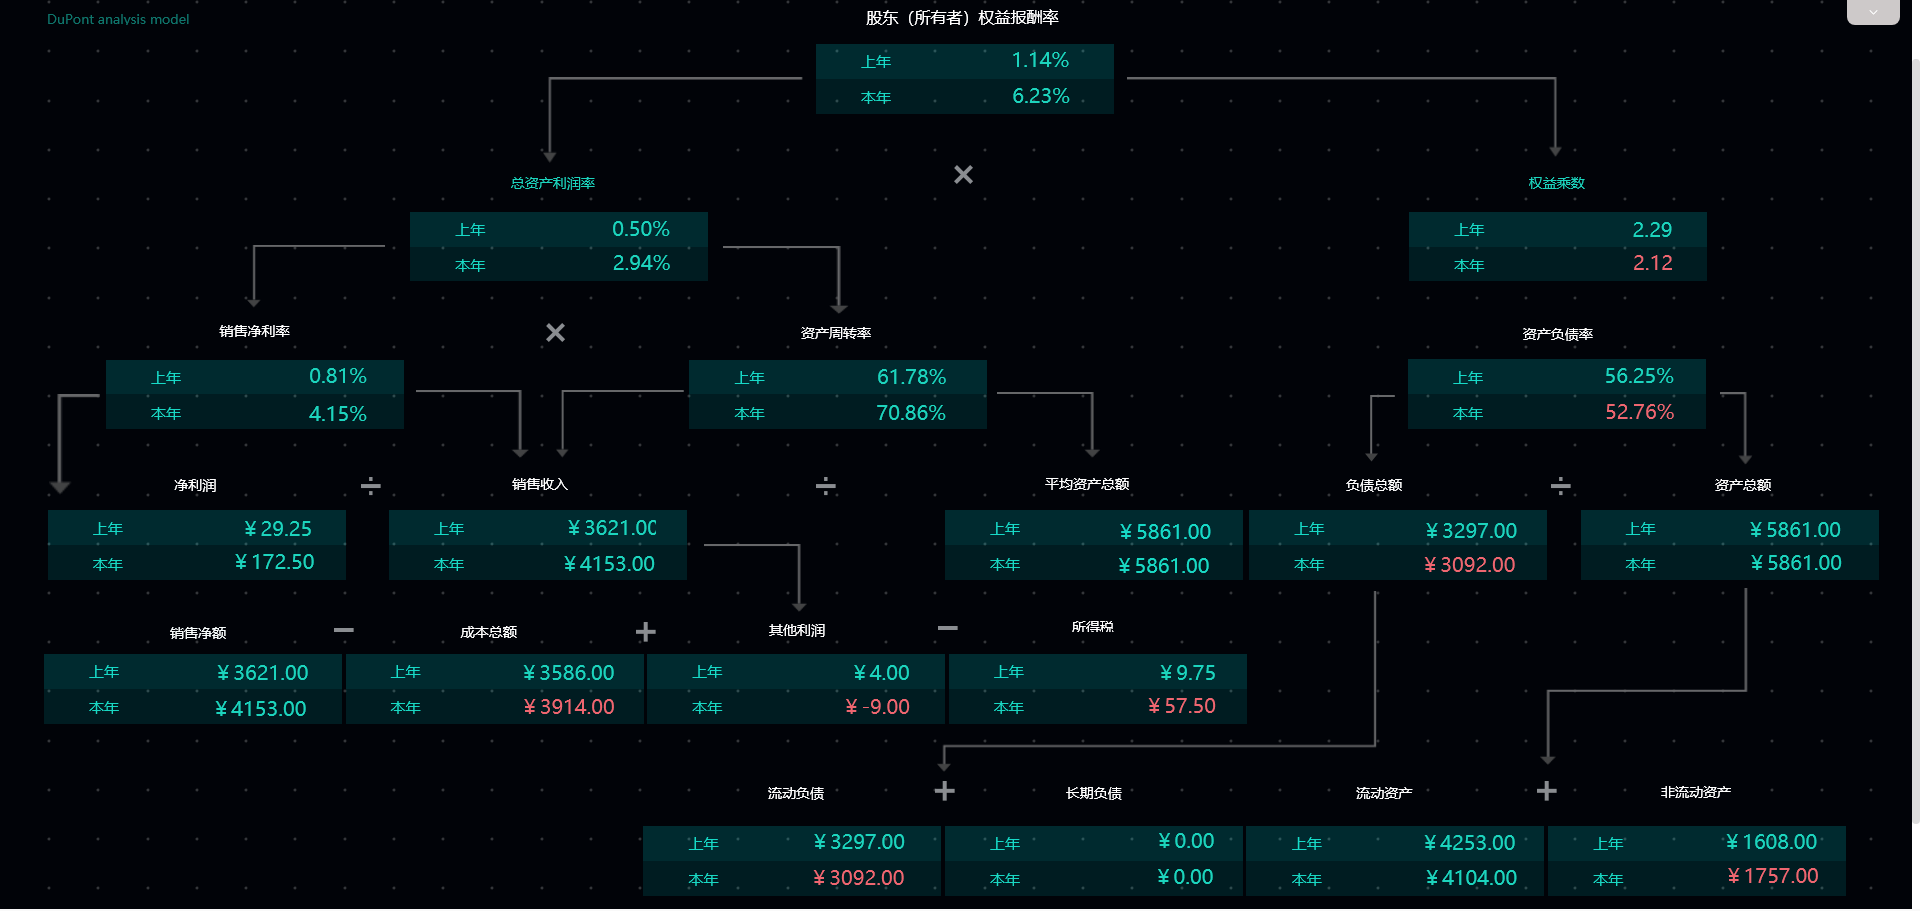 DuPont analysis model
股东（所有者）权益报酬率
上年 1.14%
本年 6.23%
×
总资产利润率
权益乘数
上年 0.50%
本年 2.94%
上年 2.29
本年 2.12
销售净利率
×
资产周转率
资产负债率
上年 0.81%
本年 4.15%
上年 61.78%
本年 70.86%
上年 56.25%
本年 52.76%
净利润
÷
销售收入
÷
平均资产总额
负债总额
÷
资产总额
上年 ¥29.25
本年 ¥172.50
上年 ¥3621.00
本年 ¥4153.00
上年 ¥5861.00
本年 ¥5861.00
上年 ¥3297.00
本年 ¥3092.00
上年 ¥5861.00
本年 ¥5861.00
销售净额
−
成本总额
+
其他利润
−
所得税
上年 ¥3621.00
本年 ¥4153.00
上年 ¥3586.00
本年 ¥3914.00
上年 ¥4.00
本年 ¥-9.00
上年 ¥9.75
本年 ¥57.50
流动负债
+
长期负债
流动资产
+
非流动资产
上年 ¥3297.00
本年 ¥3092.00
上年 ¥0.00
本年 ¥0.00
上年 ¥4253.00
本年 ¥4104.00
上年 ¥1608.00
本年 ¥1757.00